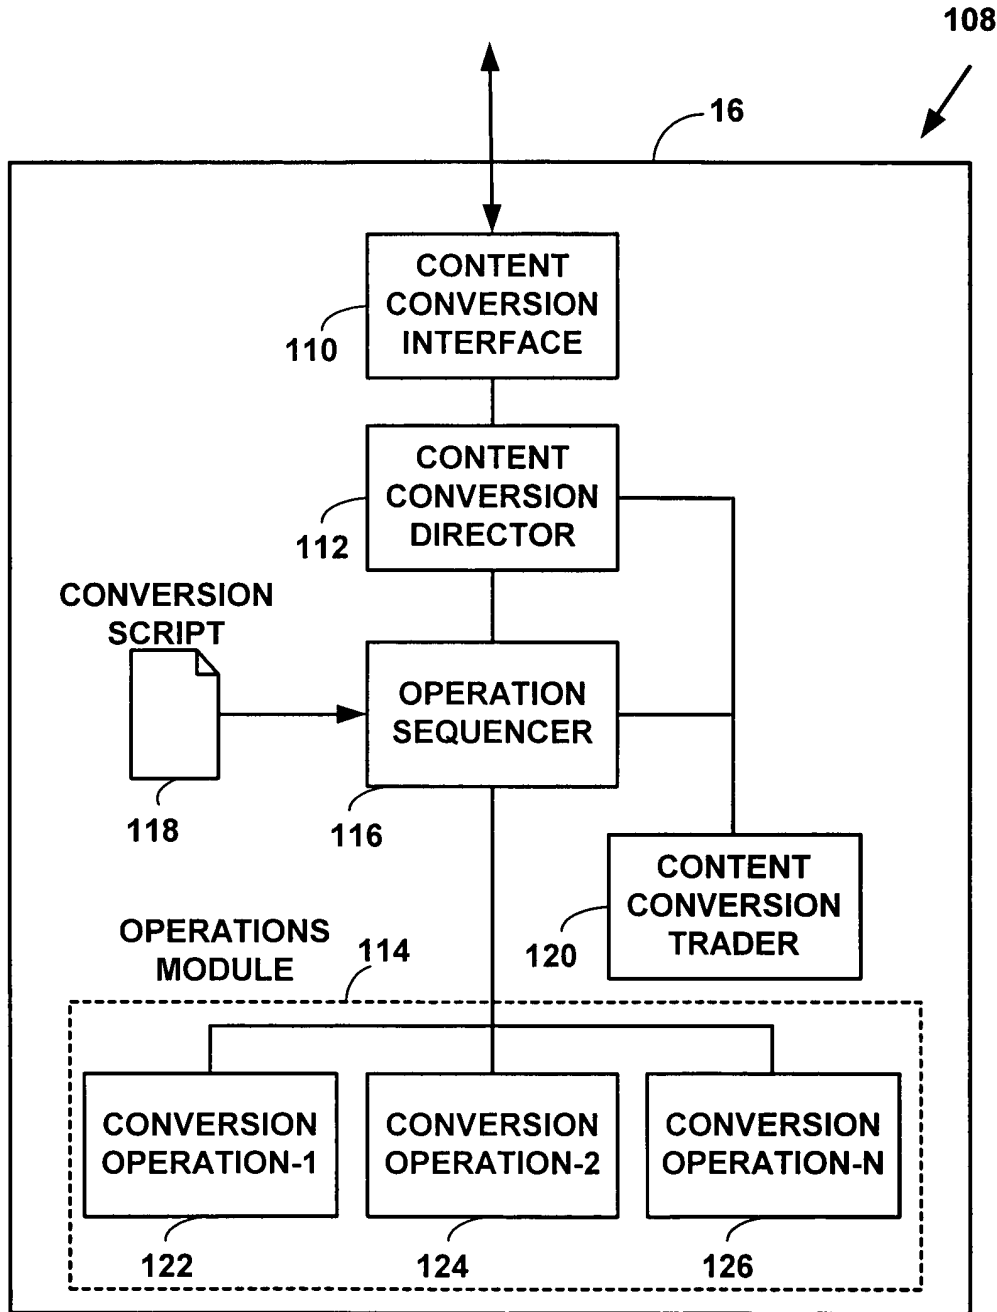 108
16
CONTENT
CONVERSION
INTERFACE
110
CONTENT
CONVERSION
DIRECTOR
112
CONVERSION
SCRIPT
OPERATION
SEQUENCER
118
116
CONTENT
CONVERSION
TRADER
120
OPERATIONS
MODULE
114
CONVERSION
OPERATION-1
CONVERSION
OPERATION-2
CONVERSION
OPERATION-N
122
124
126